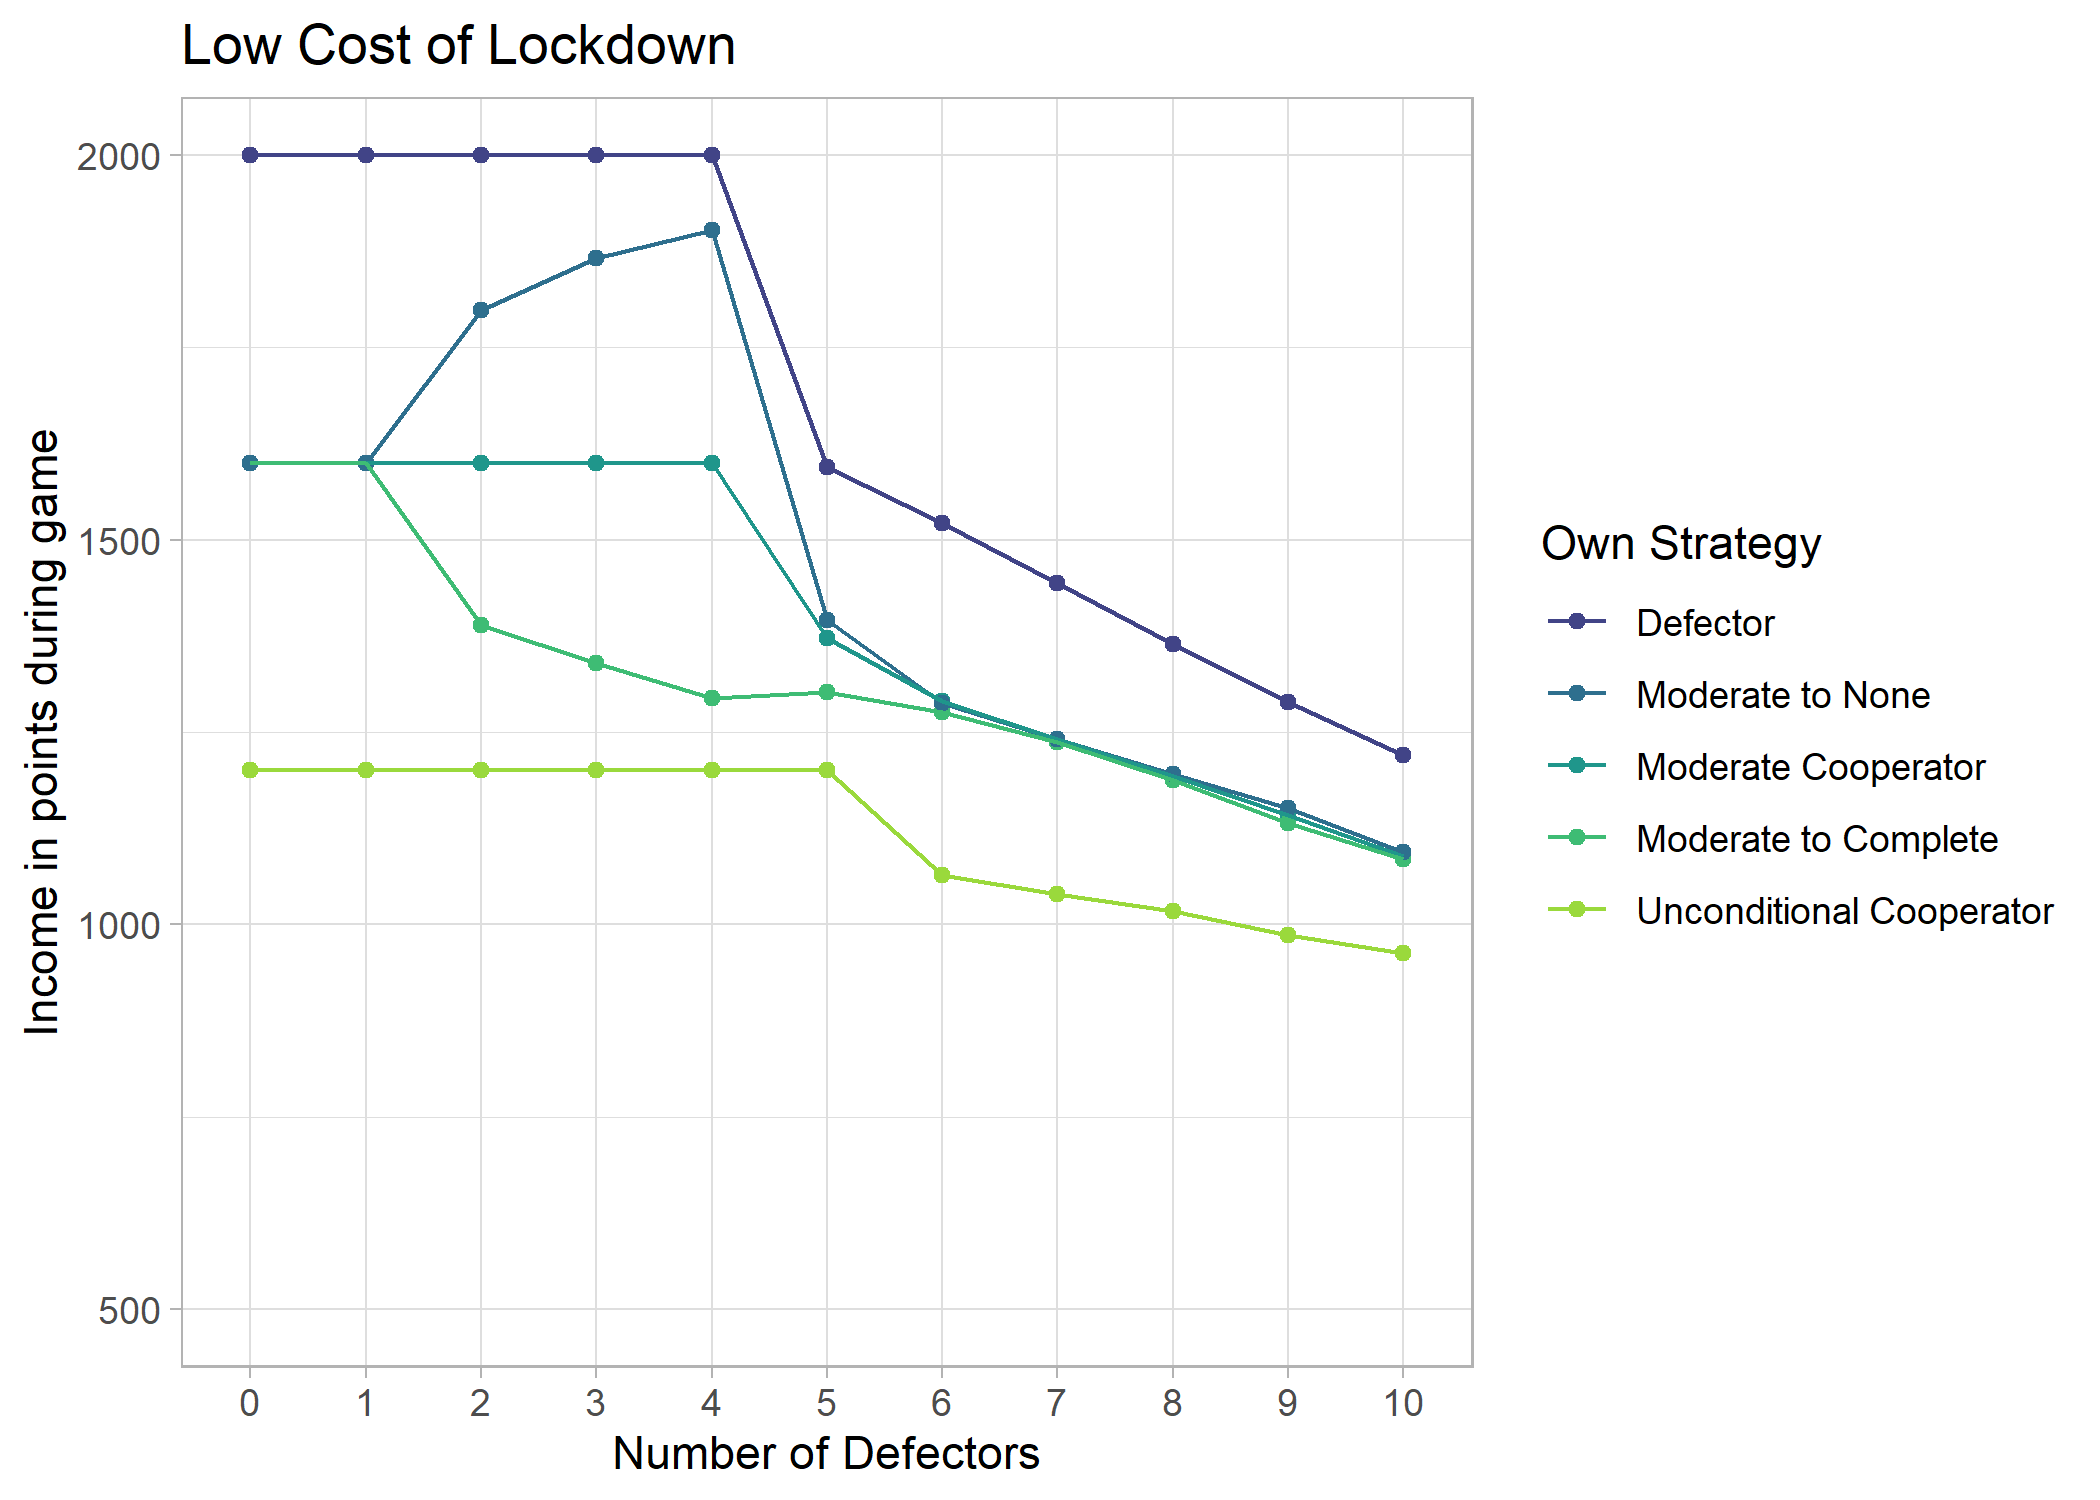 Low Cost of Lockdown
Income in points during game
2000
1500
1000
500
0 1 2 3 4 5 6 7 8 9 10
Number of Defectors
Own Strategy
Defector
Moderate to None
Moderate Cooperator
Moderate to Complete
Unconditional Cooperator